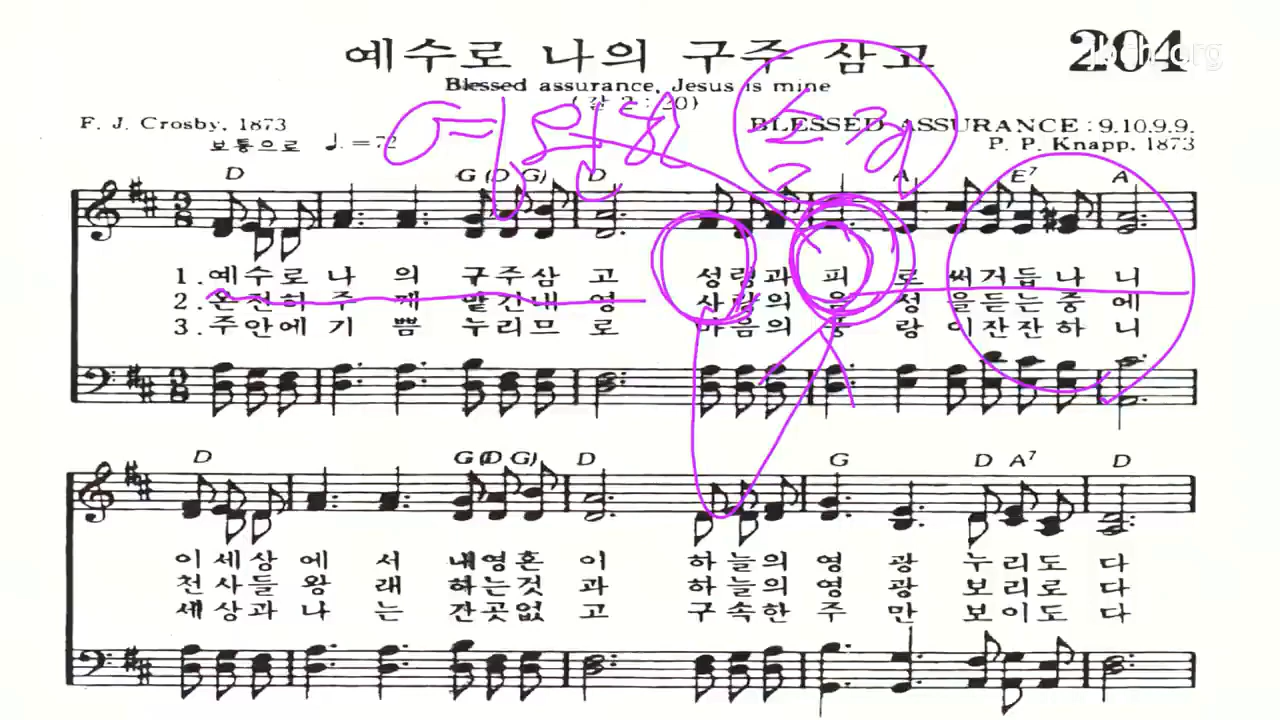 예수로 나의 구주 삼고
204
jbch.org
Blessed assurance, Jesus is mine
(갈 2 : 20)
F. J. Crosby, 1873
BLESSED ASSURANCE : 9.10.9.9.
보통으로 ♩. = 72
P. P. Knapp, 1873
D G (D G) D A E7 A
1. 예수로 나 의 구주삼 고 성령과 피 로 써거듭나 니
2. 온전히 주 께 맡긴내 영 사랑의 음 성 을듣는중 에
3. 주안에 기 쁨 누리므 로 마음의 풍 랑 이잔잔하 니
D G (D G) D G D A7 D
이세상 에 서 내영혼 이 하늘의 영 광 누리도 다
천사들 왕 래 하는것 과 하늘의 영 광 보리로 다
세상과 나 는 간곳없 고 구속한 주 만 보이도 다